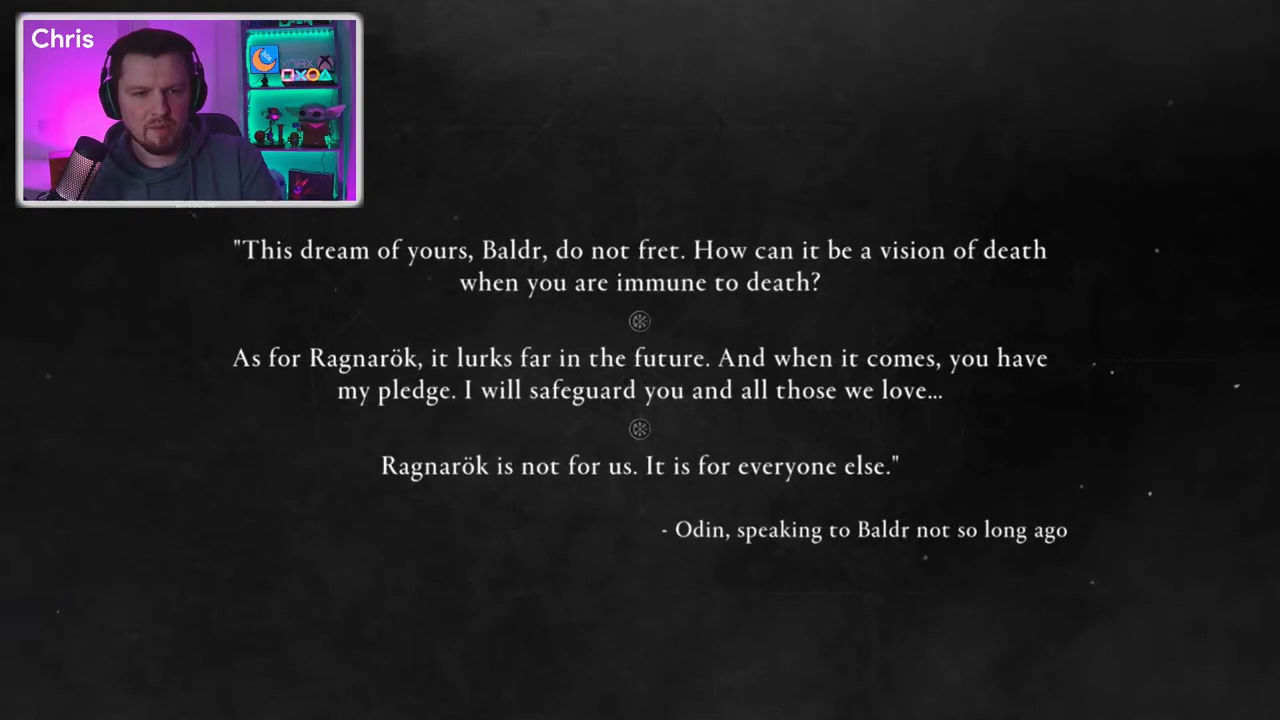 Chris
XBOX
"This dream of yours, Baldr, do not fret. How can it be a vision of death
when you are immune to death?
As for Ragnarök, it lurks far in the future. And when it comes, you have
my pledge. I will safeguard you and all those we love...
Ragnarök is not for us. It is for everyone else."
- Odin, speaking to Baldr not so long ago